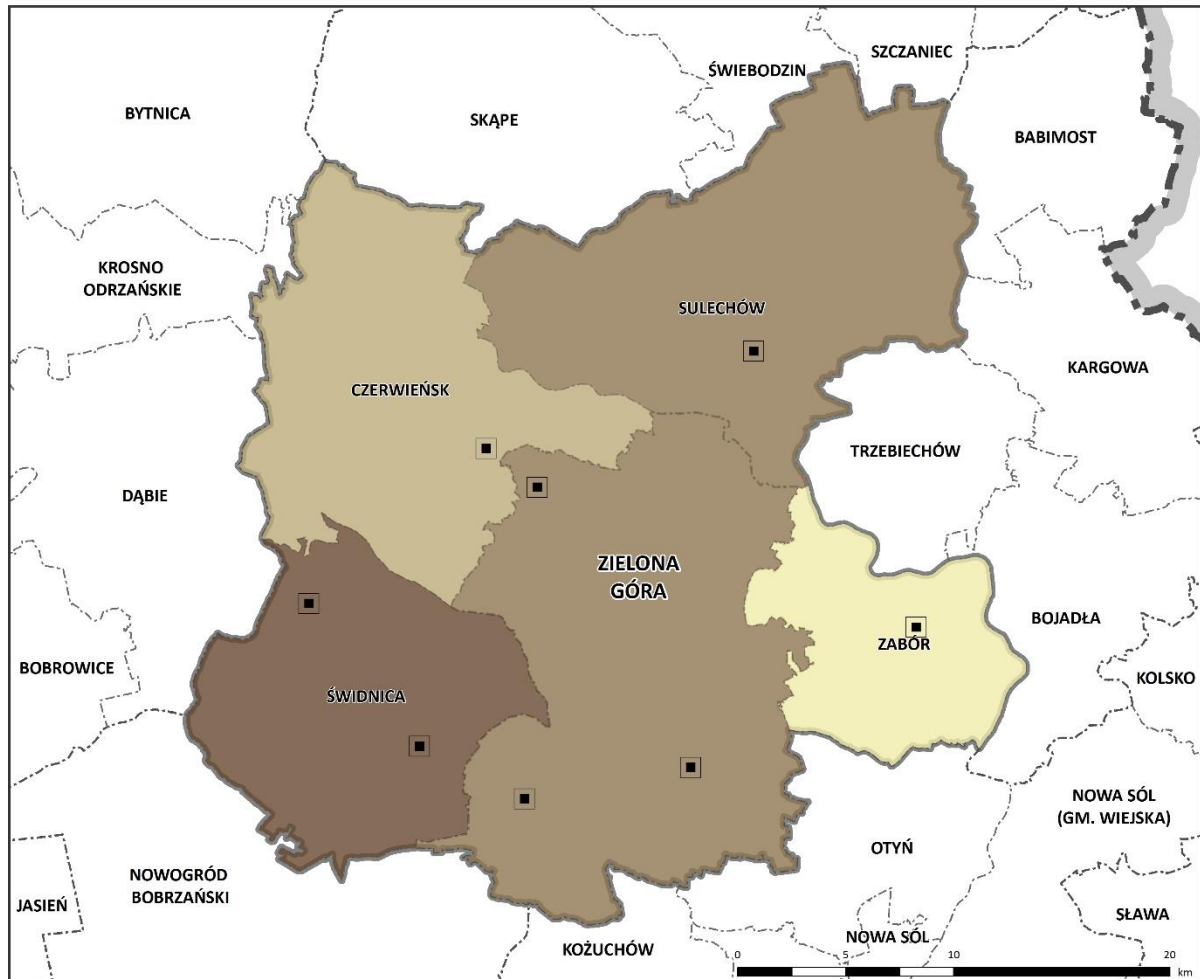 SZCZANIEC
ŚWIEBODZIN
BYTNICA
SKĄPE
BABIMOST
KROSNO
ODRZAŃSKIE
SULECHÓW
KARGOWA
CZERWIEŃSK
TRZEBIECHÓW
DĄBIE
ZIELONA
GÓRA
BOJADŁA
ZABÓR
BOBROWICE
KOLSKO
ŚWIDNICA
NOWA SÓL
(GM. WIEJSKA)
OTYŃ
NOWOGRÓD
BOBRZAŃSKI
JASIEŃ
SŁAWA
NOWA SÓL
KOŻUCHÓW
0 5 10 20
km